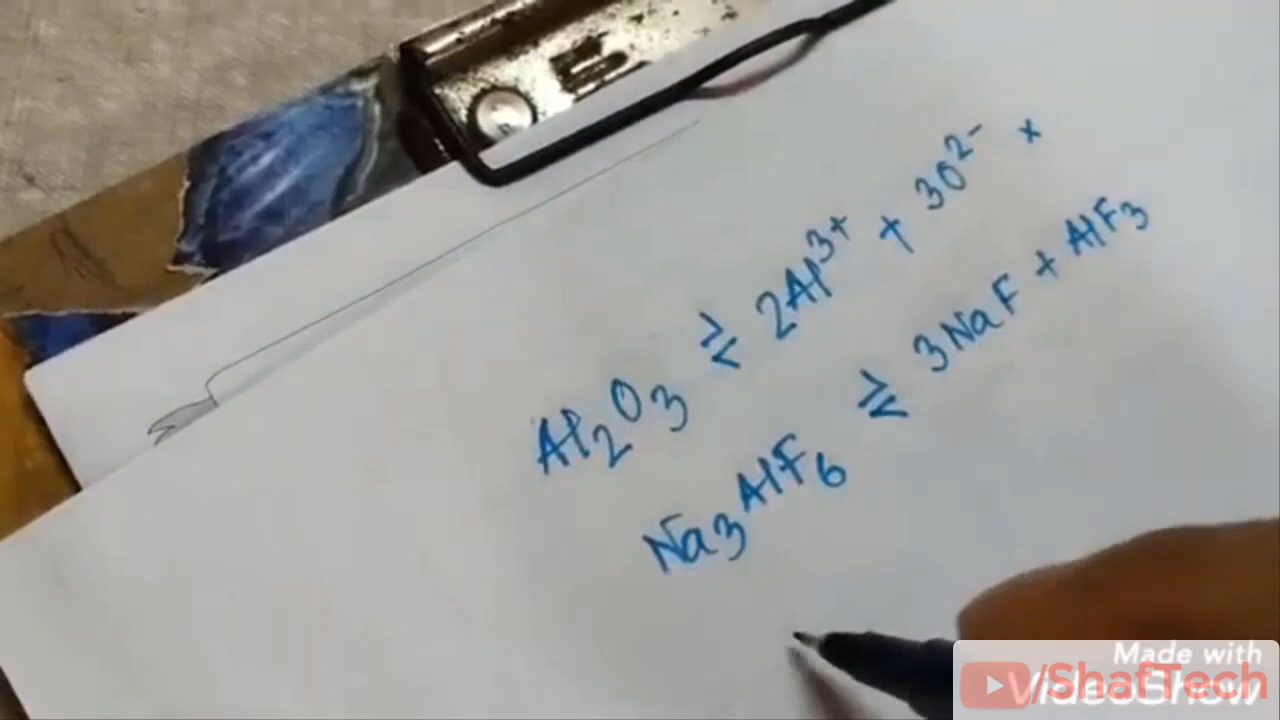 Al₂O₃ ⇌ 2Al³⁺ + 3O²⁻ x
Na₃AlF₆ ⇌ 3NaF + AlF₃
Made with
VideoShow
/ShafTech